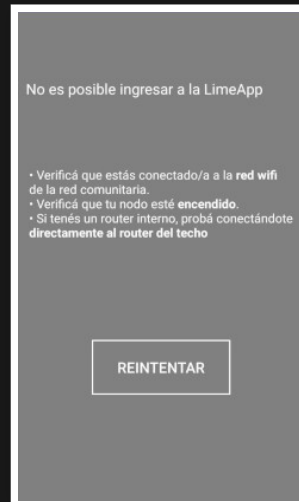 No es posible ingresar a la LimeApp
• Verificá que estás conectado/a a la red wifi
de la red comunitaria.
• Verificá que tu nodo esté encendido.
• Si tenés un router interno, probá conectándote
directamente al router del techo
REINTENTAR